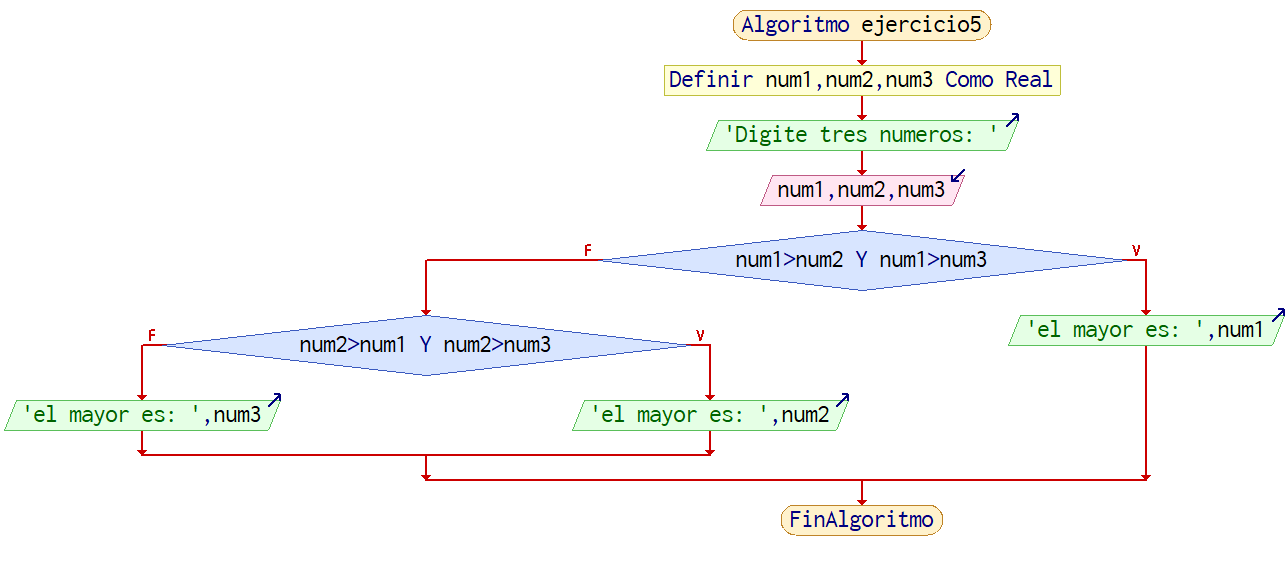 Algoritmo ejercicio5
Definir num1,num2,num3 Como Real
'Digite tres numeros: '
num1,num2,num3
F
num1>num2 Y num1>num3
V
F
num2>num1 Y num2>num3
V
'el mayor es: ',num1
'el mayor es: ',num3
'el mayor es: ',num2
FinAlgoritmo